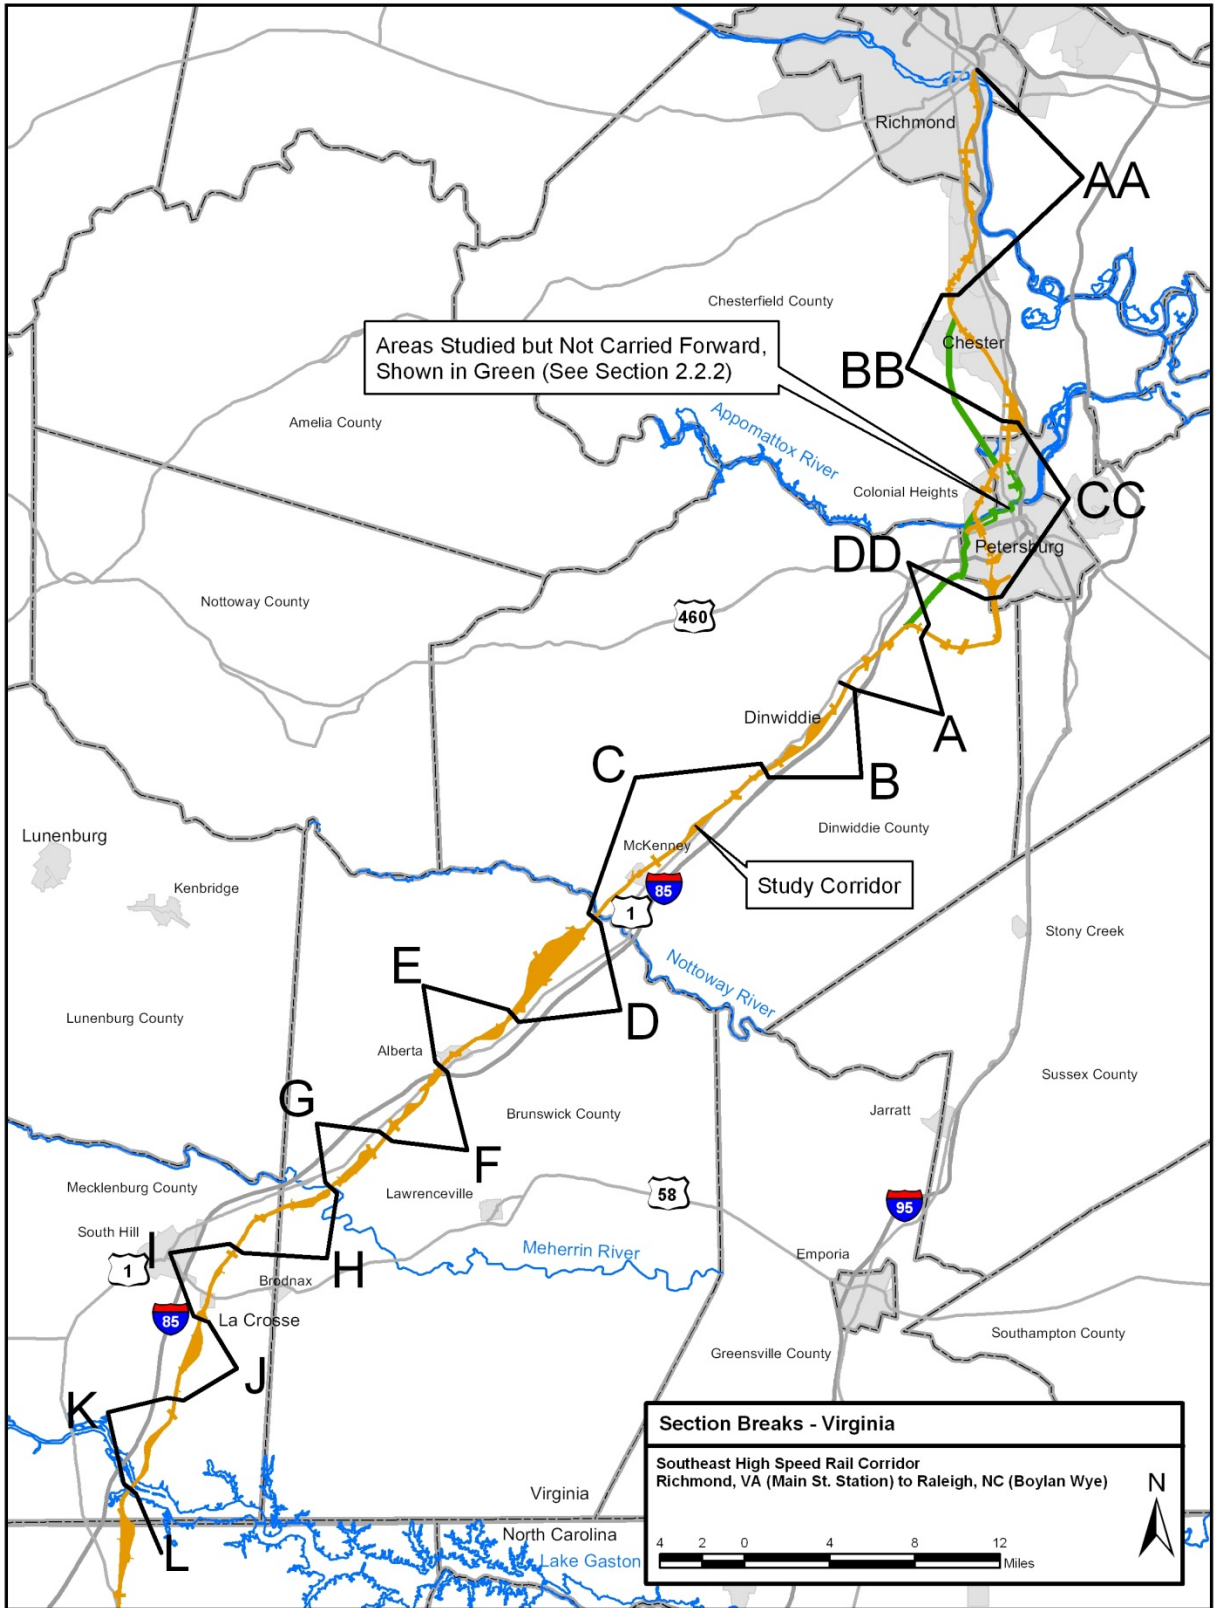 Richmond
AA
Chesterfield County
Areas Studied but Not Carried Forward,
Shown in Green (See Section 2.2.2)
Chester
BB
Amelia County
Appomattox River
Colonial Heights
CC
DD
Petersburg
Nottoway County
460
Dinwiddie
A
C
B
Lunenburg
Dinwiddie County
McKenney
Kenbridge
85
Study Corridor
1
Stony Creek
E
Nottoway River
D
Lunenburg County
Alberta
Sussex County
G
Brunswick County
Jarratt
F
Mecklenburg County
Lawrenceville
58
95
South Hill
I
Meherrin River
Emporia
1
H
Brodnax
85
La Crosse
Southampton County
Greensville County
J
K
Section Breaks - Virginia
Southeast High Speed Rail Corridor
Richmond, VA (Main St. Station) to Raleigh, NC (Boylan Wye)
N
Virginia
North Carolina
4 2 0 4 8 12
Miles
Lake Gaston
L